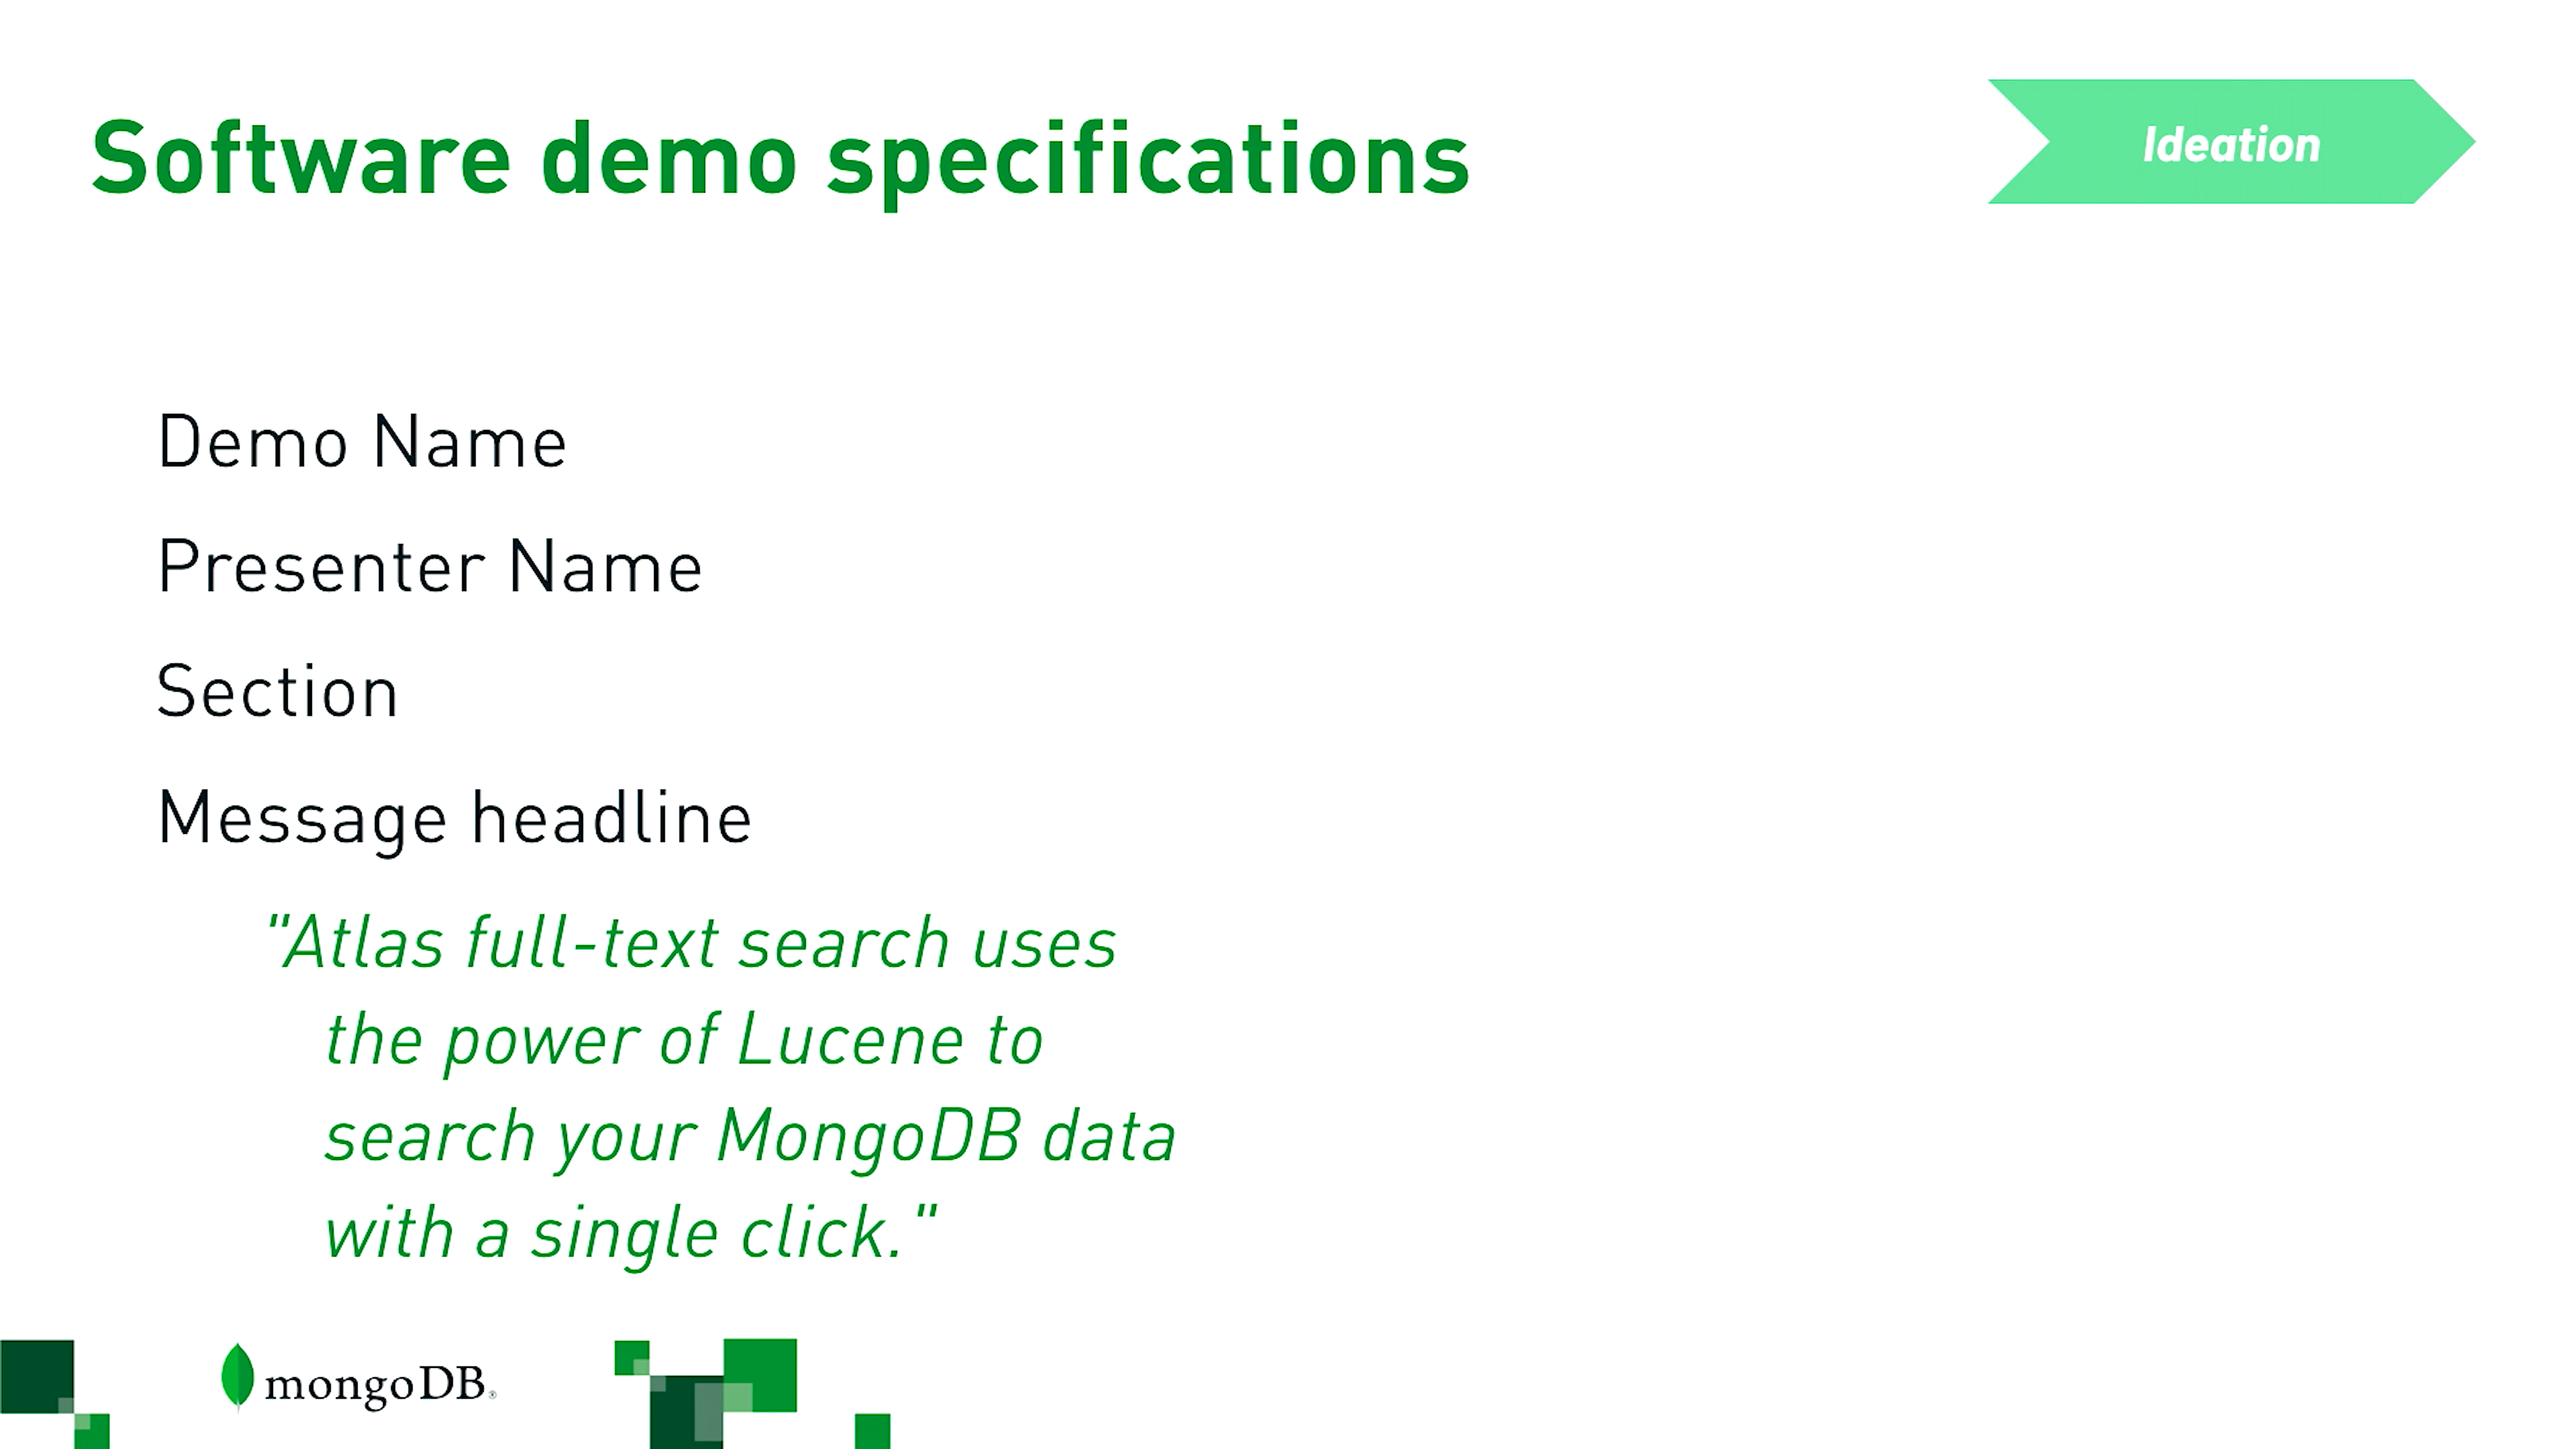 Software demo specifications
Ideation
Demo Name
Presenter Name
Section
Message headline
"Atlas full-text search uses
the power of Lucene to
search your MongoDB data
with a single click."
mongoDB®